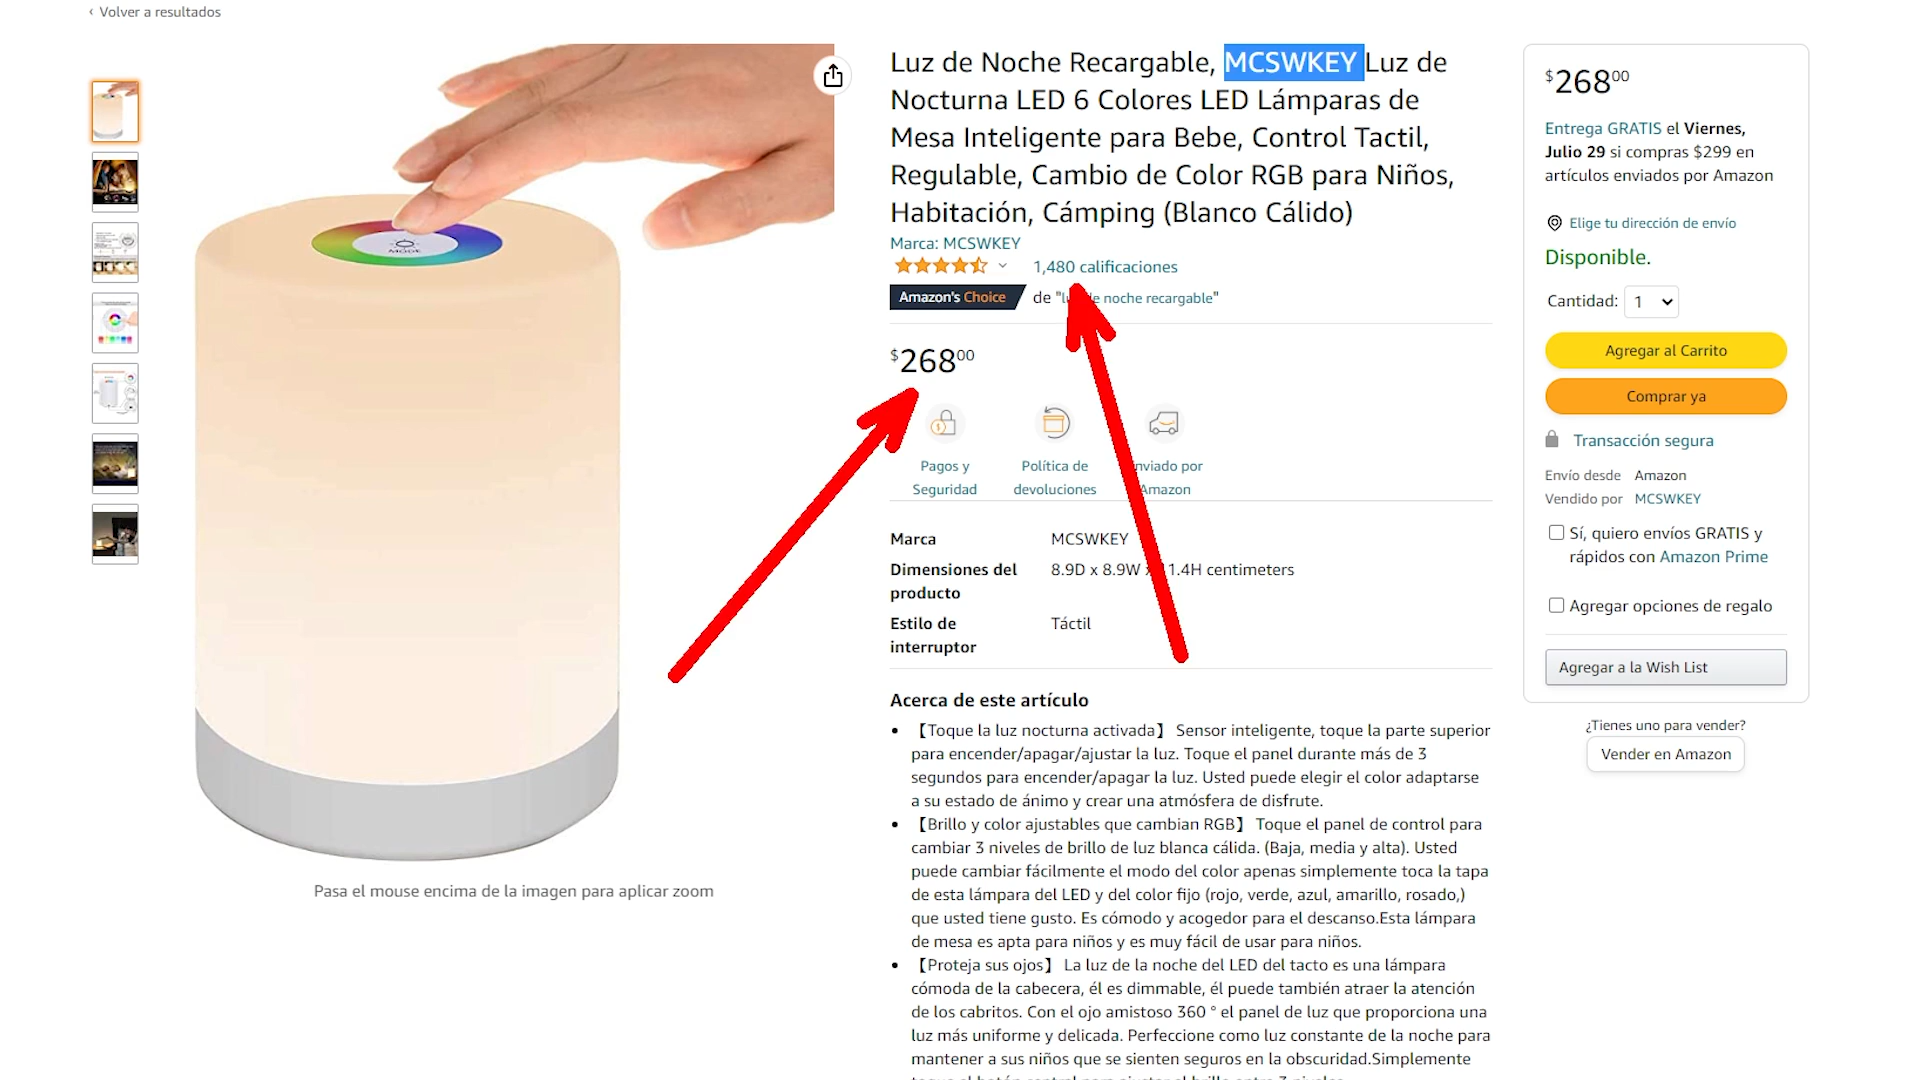 ‹ Volver a resultados
MODE
Pasa el mouse encima de la imagen para aplicar zoom
Luz de Noche Recargable, MCSWKEY Luz de
Nocturna LED 6 Colores LED Lámparas de
Mesa Inteligente para Bebe, Control Tactil,
Regulable, Cambio de Color RGB para Niños,
Habitación, Cámping (Blanco Cálido)
Marca: MCSWKEY
1,480 calificaciones
Amazon's Choice de "luz de noche recargable"
$26800
Pagos y
Seguridad
Política de
devoluciones
Enviado por
Amazon
Marca MCSWKEY
Dimensiones del 8.9D x 8.9W x 11.4H centimeters
producto
Estilo de Táctil
interruptor
Acerca de este artículo
• 【Toque la luz nocturna activada】 Sensor inteligente, toque la parte superior
para encender/apagar/ajustar la luz. Toque el panel durante más de 3
segundos para encender/apagar la luz. Usted puede elegir el color adaptarse
a su estado de ánimo y crear una atmósfera de disfrute.
• 【Brillo y color ajustables que cambian RGB】 Toque el panel de control para
cambiar 3 niveles de brillo de luz blanca cálida. (Baja, media y alta). Usted
puede cambiar fácilmente el modo del color apenas simplemente toca la tapa
de esta lámpara del LED y del color fijo (rojo, verde, azul, amarillo, rosado,)
que usted tiene gusto. Es cómodo y acogedor para el descanso.Esta lámpara
de mesa es apta para niños y es muy fácil de usar para niños.
• 【Proteja sus ojos】 La luz de la noche del LED del tacto es una lámpara
cómoda de la cabecera, él es dimmable, él puede también atraer la atención
de los cabritos. Con el ojo amistoso 360 ° el panel de luz que proporciona una
luz más uniforme y delicada. Perfeccione como luz constante de la noche para
mantener a sus niños que se sienten seguros en la obscuridad.Simplemente
$26800
Entrega GRATIS el Viernes,
Julio 29 si compras $299 en
artículos enviados por Amazon
Elige tu dirección de envío
Disponible.
Cantidad: 1
Agregar al Carrito
Comprar ya
Transacción segura
Envío desde Amazon
Vendido por MCSWKEY
Sí, quiero envíos GRATIS y
rápidos con Amazon Prime
Agregar opciones de regalo
Agregar a la Wish List
¿Tienes uno para vender?
Vender en Amazon